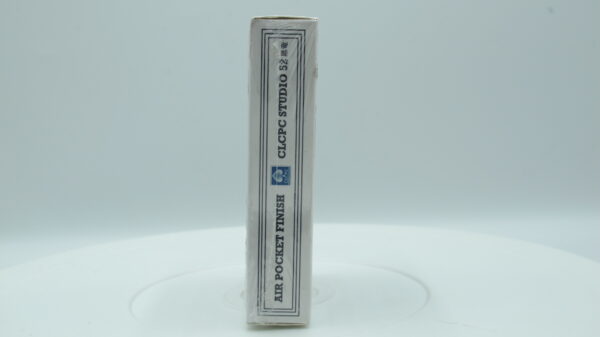 AIR POCKET FINISH
CLCPC STUDIO 52